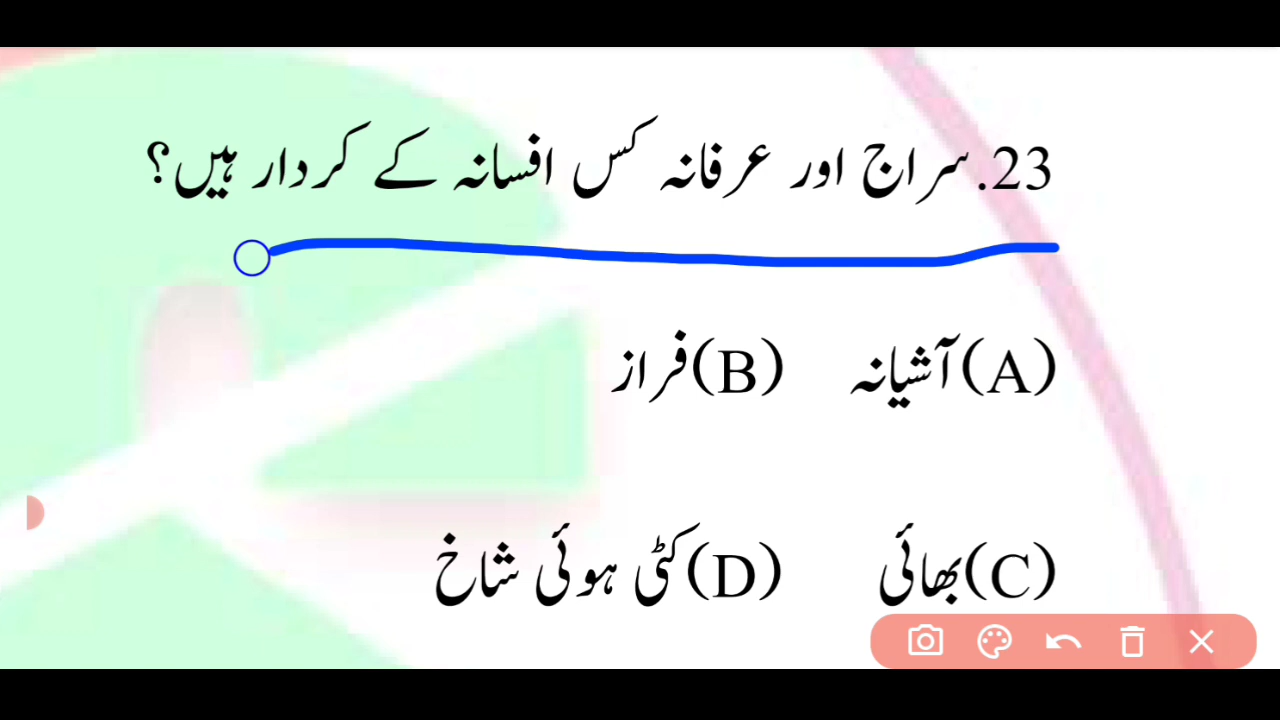 23. سراج اور عرفانہ کس افسانہ کے کردار ہیں؟
(A) آشیانہ (B) فراز
(C) بھائی (D) کٹی ہوئی شاخ